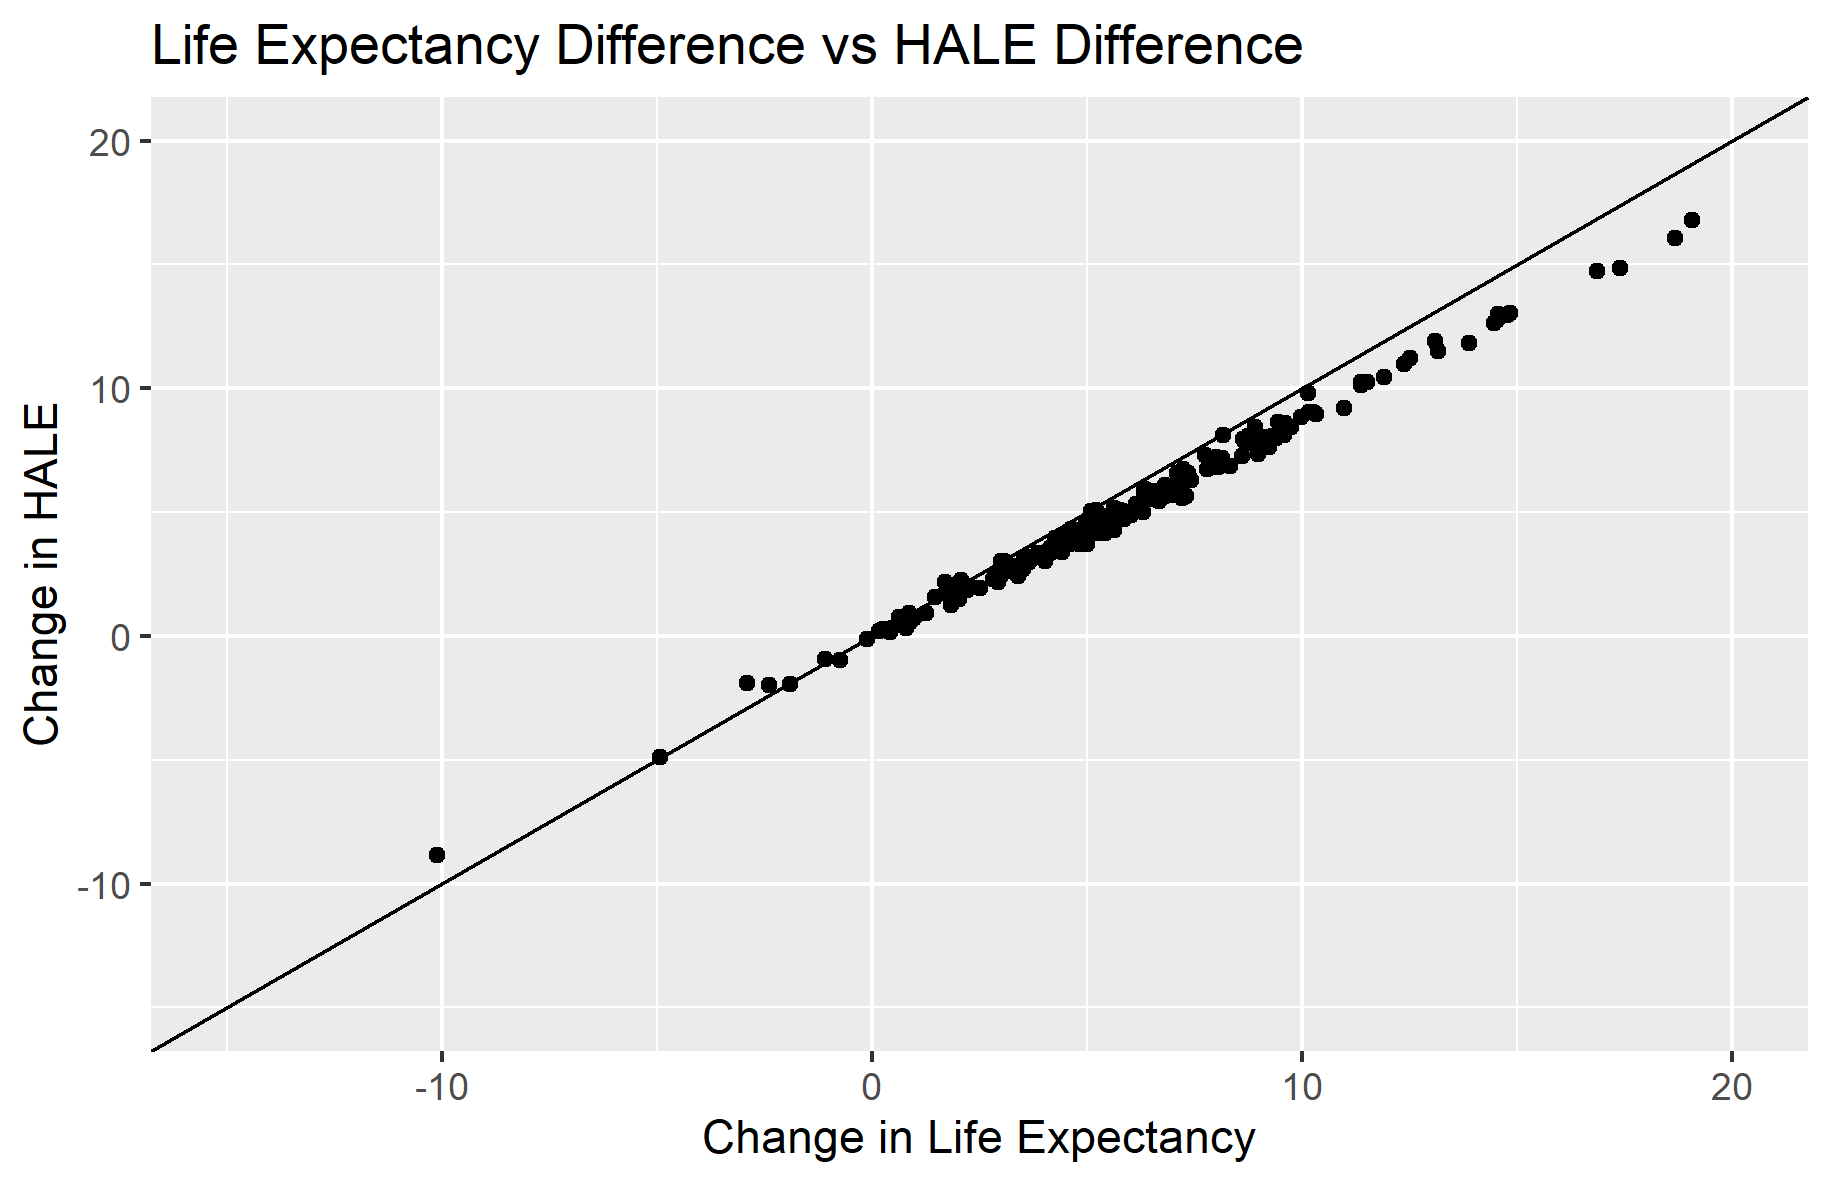 Life Expectancy Difference vs HALE Difference
20
10
0
-10
Change in HALE
-10 0 10 20
Change in Life Expectancy